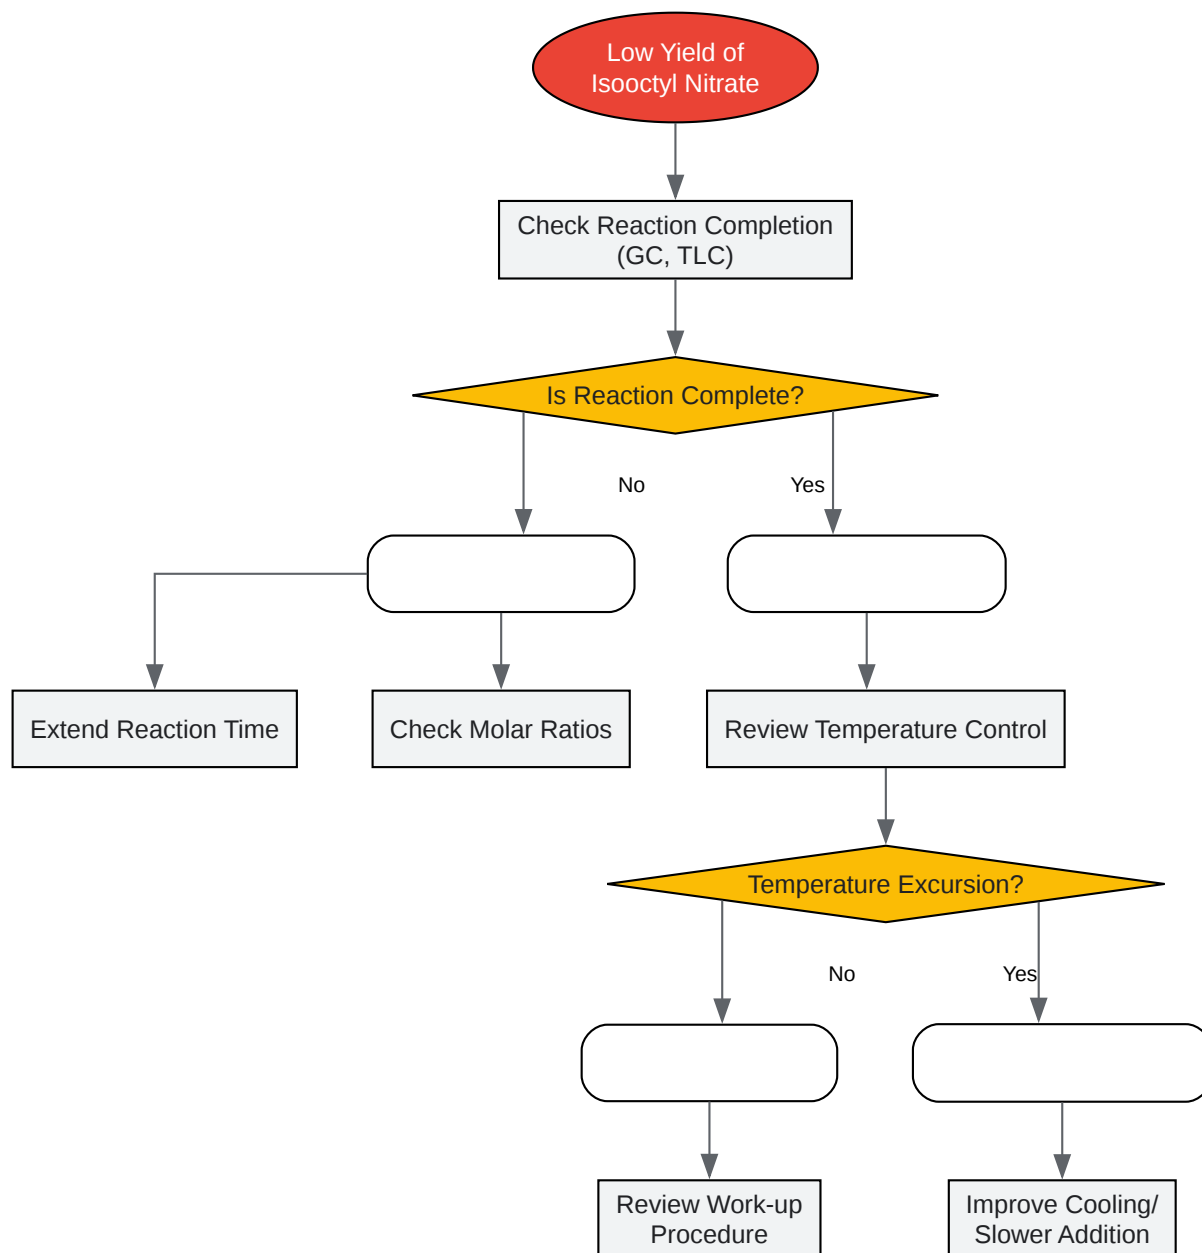 Low Yield of
Isooctyl Nitrate
Check Reaction Completion
(GC, TLC)
Is Reaction Complete?
No
Yes
Extend Reaction Time
Check Molar Ratios
Review Temperature Control
Temperature Excursion?
No
Yes
Review Work-up
Procedure
Improve Cooling/
Slower Addition